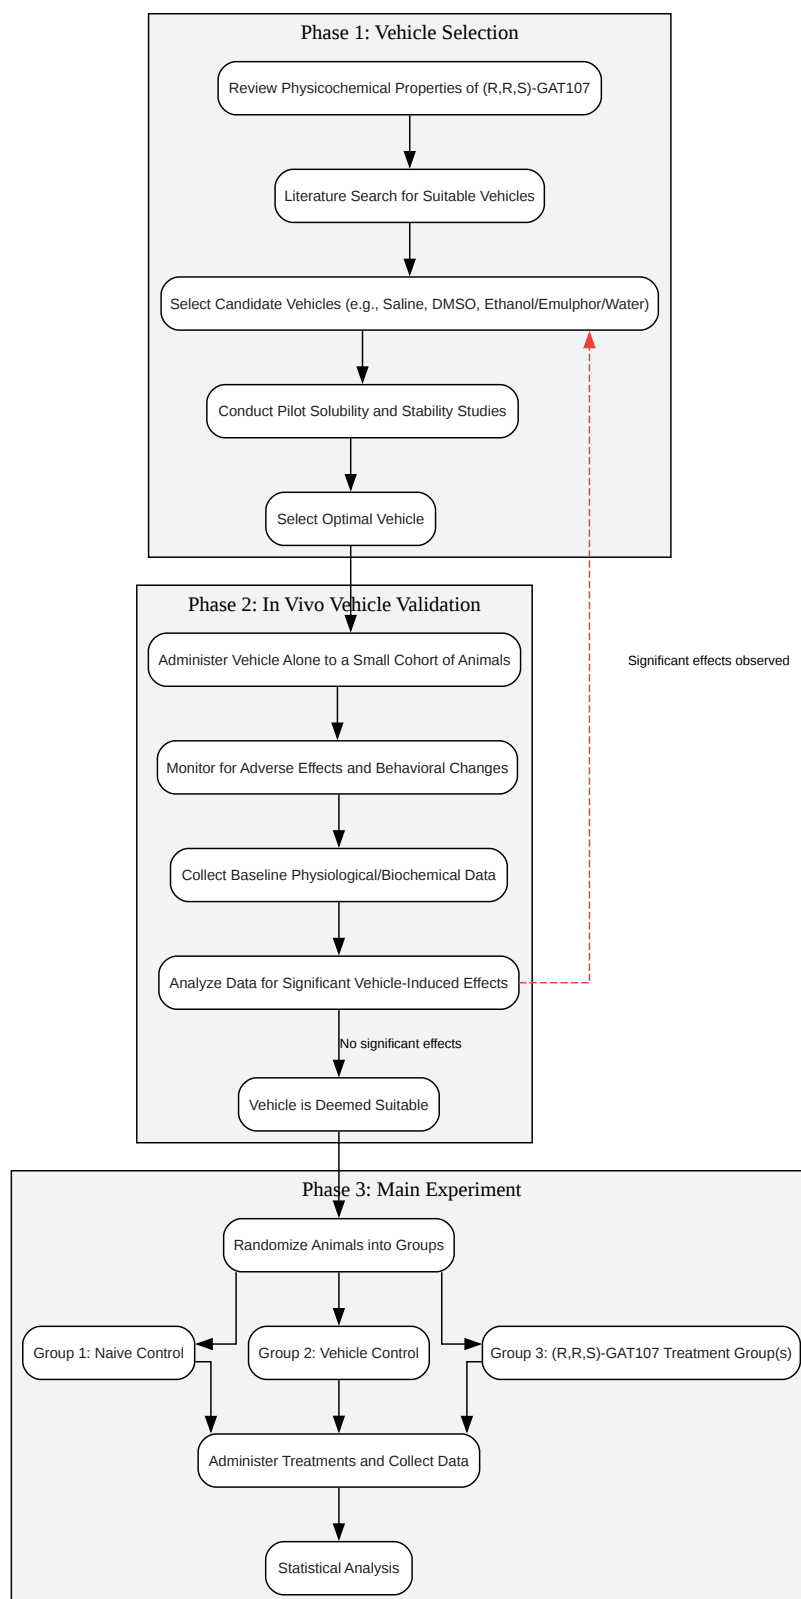 Phase 1: Vehicle Selection
Review Physicochemical Properties of (R,R,S)-GAT107
Literature Search for Suitable Vehicles
Select Candidate Vehicles (e.g., Saline, DMSO, Ethanol/Emulphor/Water)
Conduct Pilot Solubility and Stability Studies
Select Optimal Vehicle
Phase 2: In Vivo Vehicle Validation
Administer Vehicle Alone to a Small Cohort of Animals
Significant effects observed
Monitor for Adverse Effects and Behavioral Changes
Collect Baseline Physiological/Biochemical Data
Analyze Data for Significant Vehicle-Induced Effects
No significant effects
Vehicle is Deemed Suitable
Phase 3: Main Experiment
Randomize Animals into Groups
Group 1: Naive Control
Group 2: Vehicle Control
Group 3: (R,R,S)-GAT107 Treatment Group(s)
Administer Treatments and Collect Data
Statistical Analysis